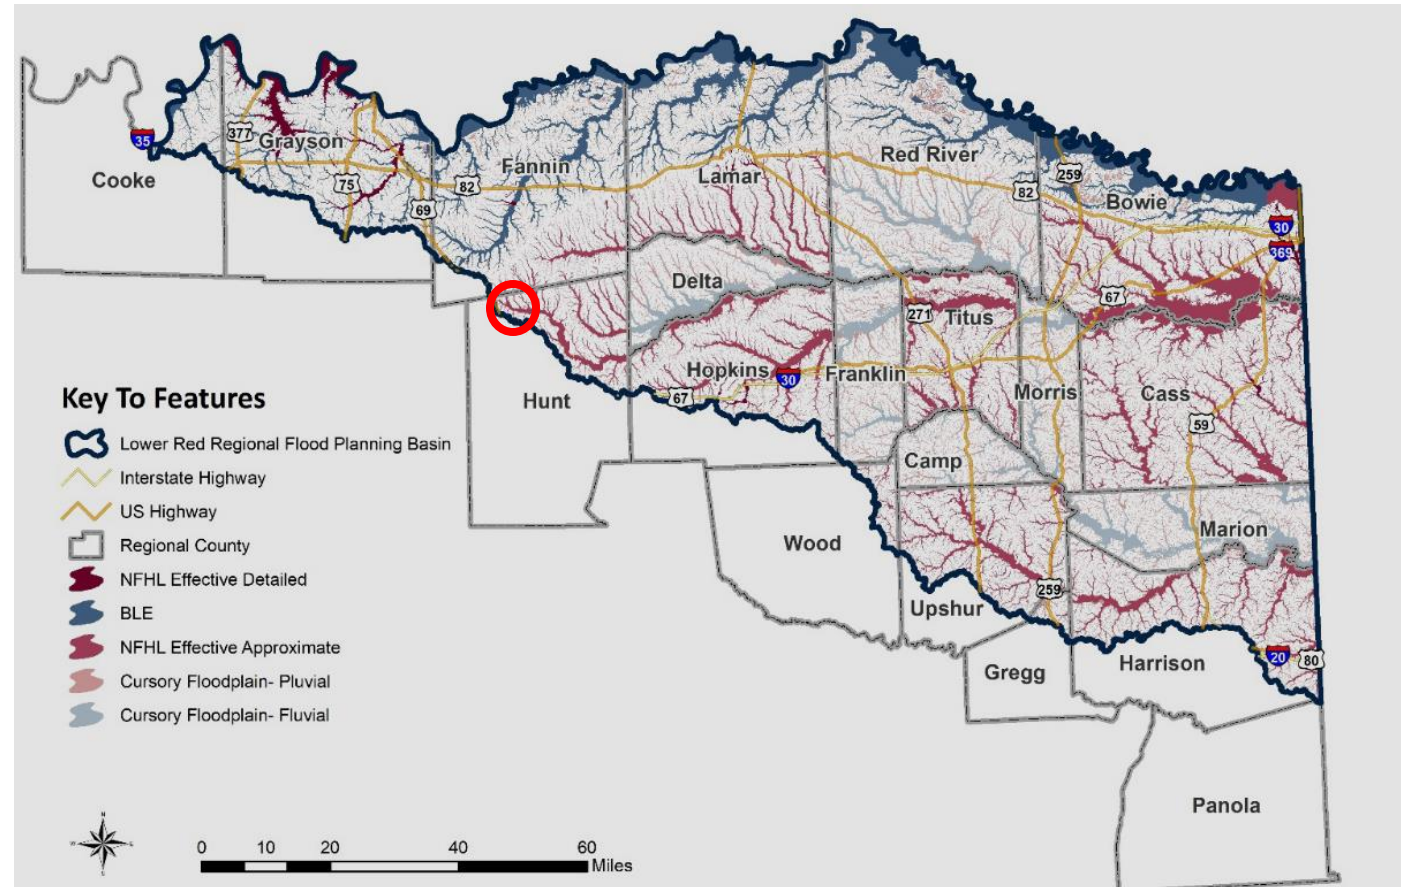 35
377
Grayson
Cooke
75
69
82
Fannin
Lamar
Red River
82
259
Bowie
30
369
Delta
67
271
Titus
Hopkins
30
Franklin
Morris
Cass
67
Hunt
59
Camp
Wood
Marion
259
Upshur
Gregg
Harrison
20
80
Panola
Key To Features
Lower Red Regional Flood Planning Basin
Interstate Highway
US Highway
Regional County
NFHL Effective Detailed
BLE
NFHL Effective Approximate
Cursory Floodplain- Pluvial
Cursory Floodplain- Fluvial
N
0 10 20 40 60
Miles